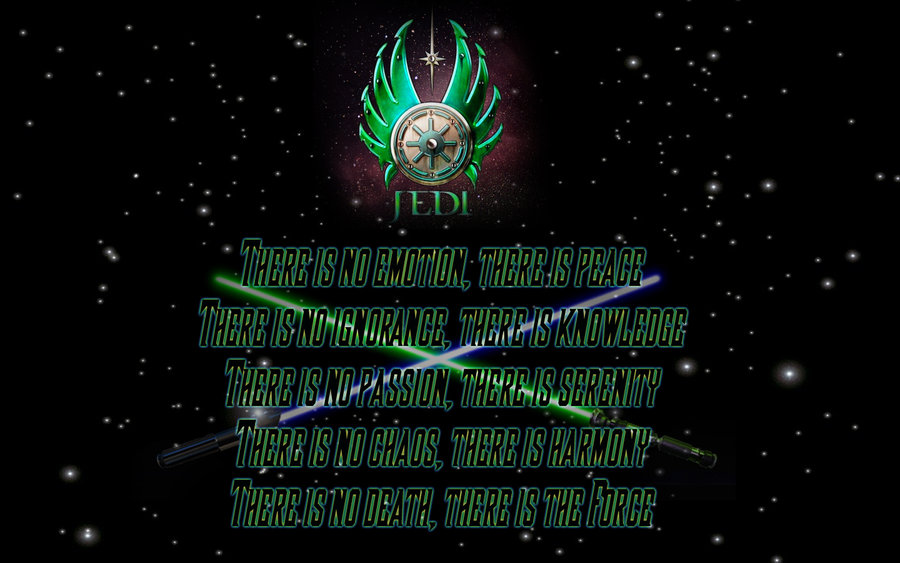 JEDI
There is no emotion, there is peace
There is no ignorance, there is knowledge
There is no passion, there is serenity
There is no chaos, there is harmony
There is no death, there is the Force